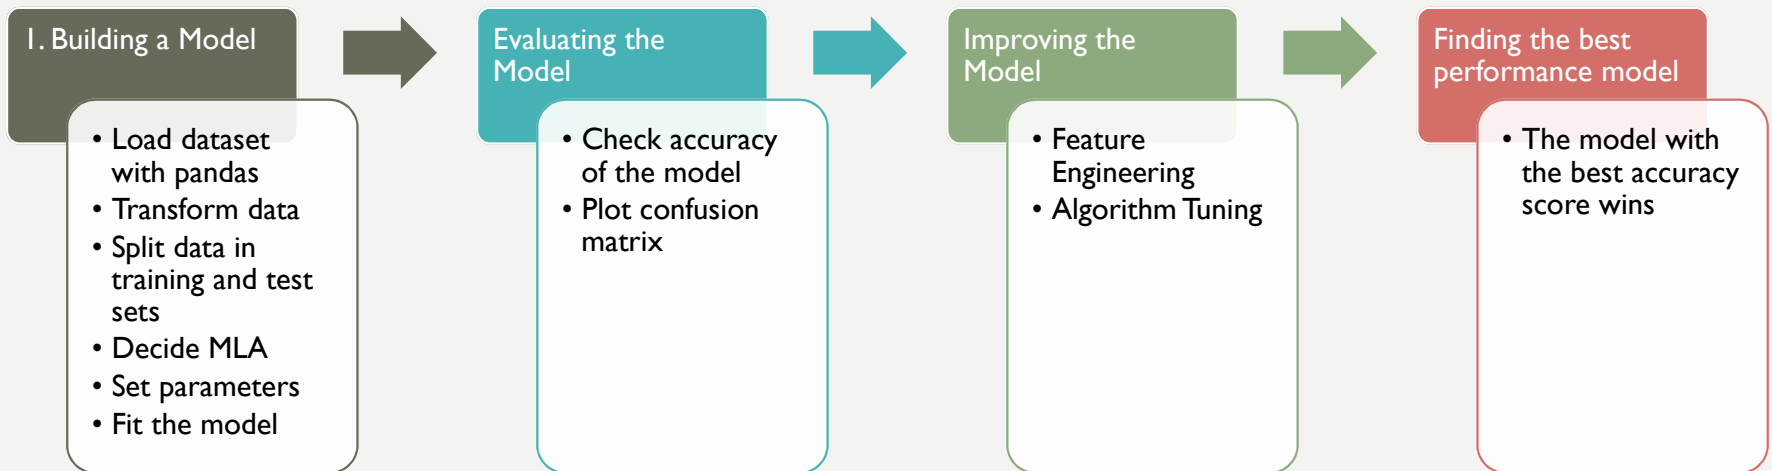 1. Building a Model
• Load dataset
with pandas
• Transform data
• Split data in
training and test
sets
• Decide MLA
• Set parameters
• Fit the model
Evaluating the
Model
• Check accuracy
of the model
• Plot confusion
matrix
Improving the
Model
• Feature
Engineering
• Algorithm Tuning
Finding the best
performance model
• The model with
the best accuracy
score wins